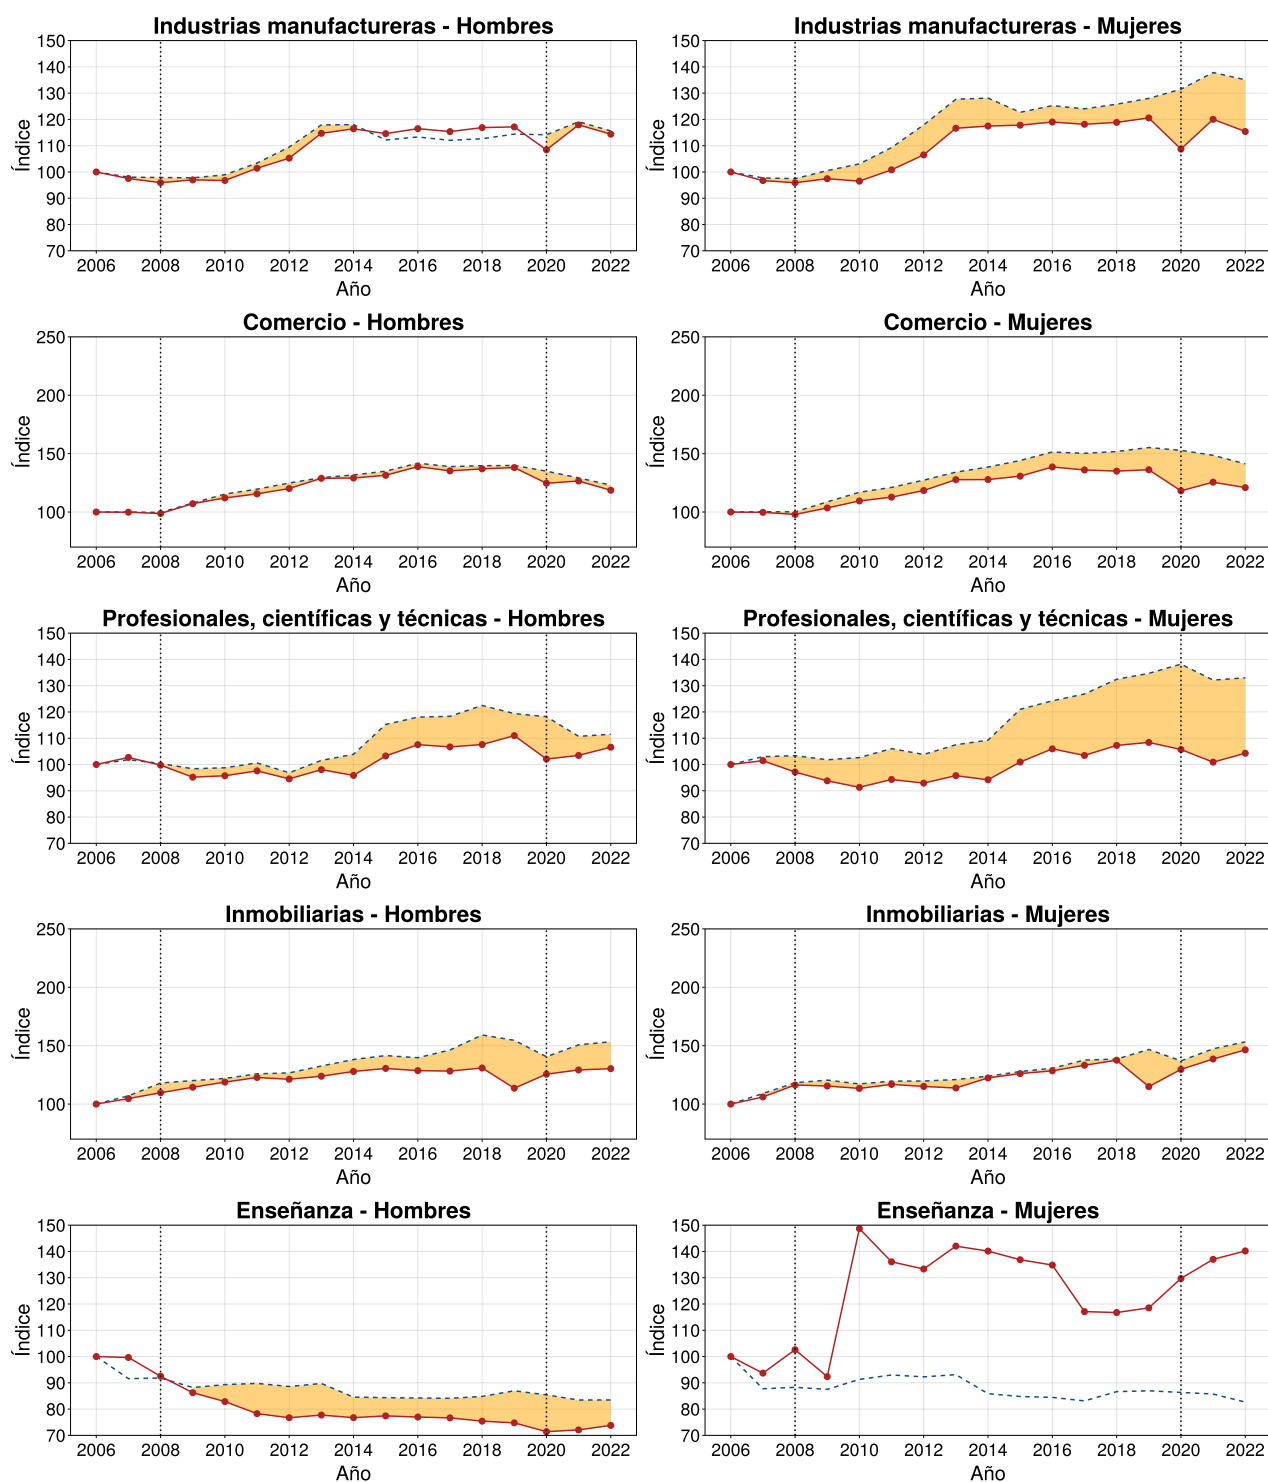 Industrias manufactureras - Hombres
150
140
130
120
110
100
90
80
70
Índice
2006 2008 2010 2012 2014 2016 2018 2020 2022
Año
Industrias manufactureras - Mujeres
150
140
130
120
110
100
90
80
70
Índice
2006 2008 2010 2012 2014 2016 2018 2020 2022
Año
Comercio - Hombres
250
200
150
100
Índice
2006 2008 2010 2012 2014 2016 2018 2020 2022
Año
Comercio - Mujeres
250
200
150
100
Índice
2006 2008 2010 2012 2014 2016 2018 2020 2022
Año
Profesionales, científicas y técnicas - Hombres
150
140
130
120
110
100
90
80
70
Índice
2006 2008 2010 2012 2014 2016 2018 2020 2022
Año
Profesionales, científicas y técnicas - Mujeres
150
140
130
120
110
100
90
80
70
Índice
2006 2008 2010 2012 2014 2016 2018 2020 2022
Año
Inmobiliarias - Hombres
250
200
150
100
Índice
2006 2008 2010 2012 2014 2016 2018 2020 2022
Año
Inmobiliarias - Mujeres
250
200
150
100
Índice
2006 2008 2010 2012 2014 2016 2018 2020 2022
Año
Enseñanza - Hombres
150
140
130
120
110
100
90
80
70
Índice
2006 2008 2010 2012 2014 2016 2018 2020 2022
Año
Enseñanza - Mujeres
150
140
130
120
110
100
90
80
70
Índice
2006 2008 2010 2012 2014 2016 2018 2020 2022
Año